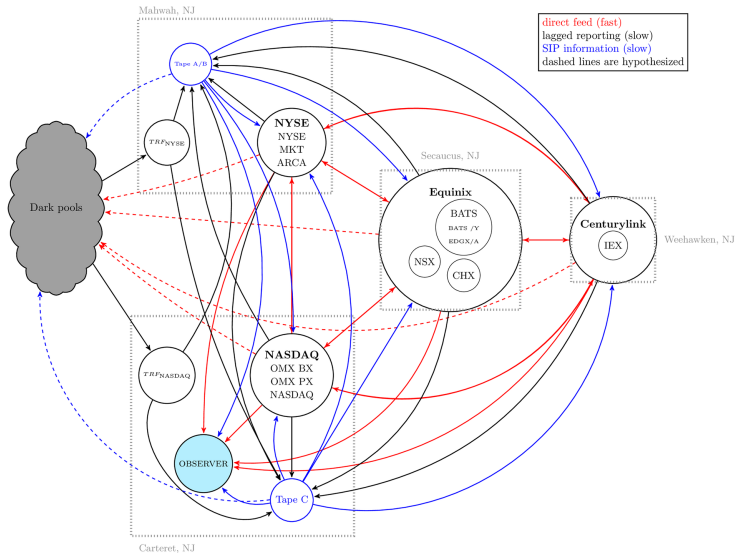 Mahwah, NJ
direct feed (fast)
lagged reporting (slow)
SIP information (slow)
dashed lines are hypothesized
Tape A/B
NYSE
NYSE
MKT
ARCA
TRF_NYSE
Secaucus, NJ
Equinix
BATS
BATS /Y
EDGX/A
NSX
CHX
Centurylink
IEX
Weehawken, NJ
Dark pools
NASDAQ
OMX BX
OMX PX
NASDAQ
TRF_NASDAQ
OBSERVER
Tape C
Carteret, NJ